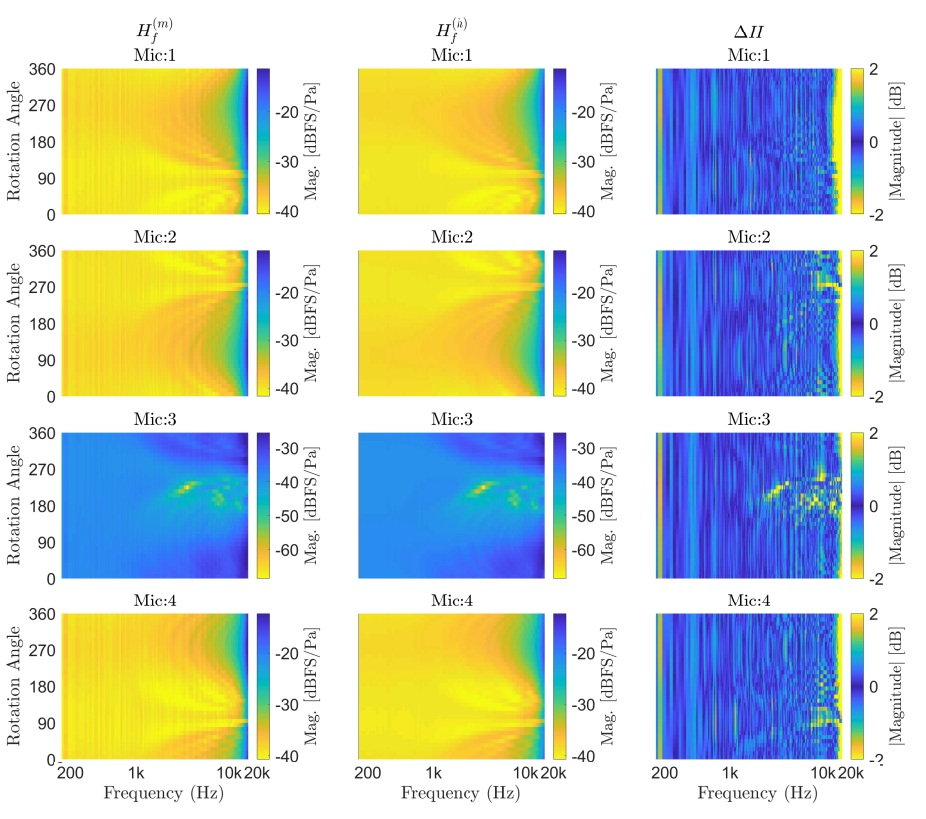 H_f^(m) H_f^(ü) ΔII
Mic:1 Mic:1 Mic:1
360 270 180 90 0 Rotation Angle -20 -30 -40 Mag. [dBFS/Pa] -20 -30 -40 Mag. [dBFS/Pa] 2 0 -2 |Magnitude| [dB]
Mic:2 Mic:2 Mic:2
360 270 180 90 0 Rotation Angle -20 -30 -40 Mag. [dBFS/Pa] -20 -30 -40 Mag. [dBFS/Pa] 2 0 -2 |Magnitude| [dB]
Mic:3 Mic:3 Mic:3
360 270 180 90 0 Rotation Angle -30 -40 -50 -60 Mag. [dBFS/Pa] -30 -40 -50 -60 Mag. [dBFS/Pa] 2 0 -2 |Magnitude| [dB]
Mic:4 Mic:4 Mic:4
360 270 180 90 0 Rotation Angle -20 -30 -40 Mag. [dBFS/Pa] -20 -30 -40 Mag. [dBFS/Pa] 2 0 -2 |Magnitude| [dB]
200 1k 10k 20k 200 1k 10k 20k 200 1k 10k 20k
Frequency (Hz) Frequency (Hz) Frequency (Hz)